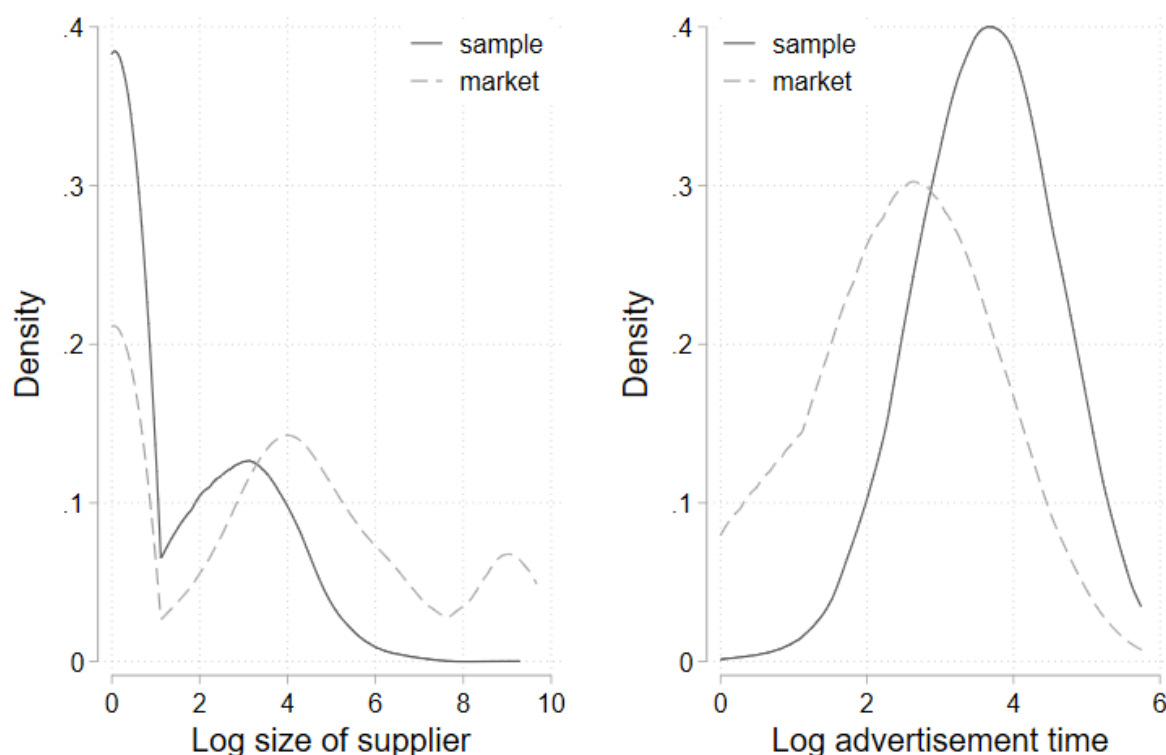 sample
market
Density
.4
.3
.2
.1
0
0 2 4 6 8 10
Log size of supplier
sample
market
Density
.4
.3
.2
.1
0
0 2 4 6
Log advertisement time